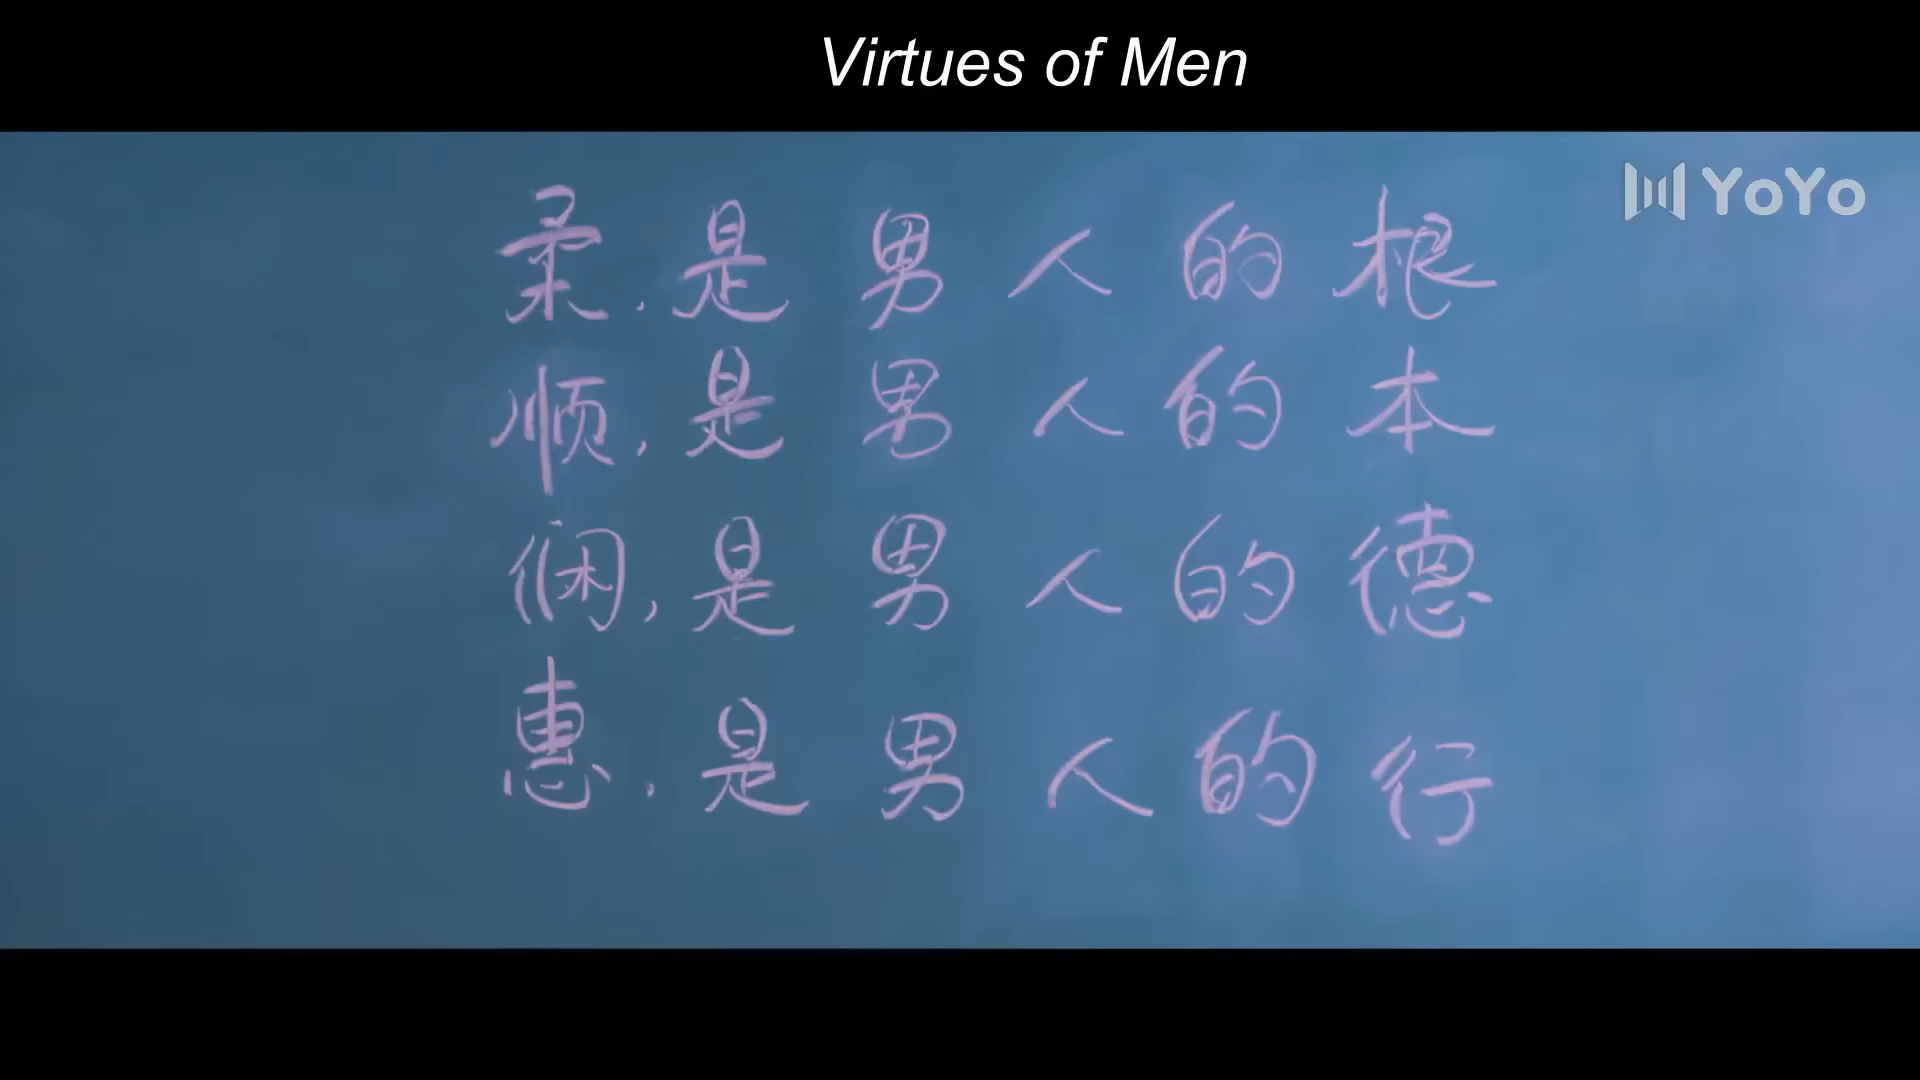 Virtues of Men
YoYo
柔,是男人的根
顺,是男人的本
,是男人的德
惠,是男人的行